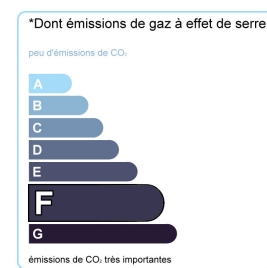 *Dont émissions de gaz à effet de serre
peu d'émissions de CO₂
A
B
C
D
E
F
G
émissions de CO₂ très importantes